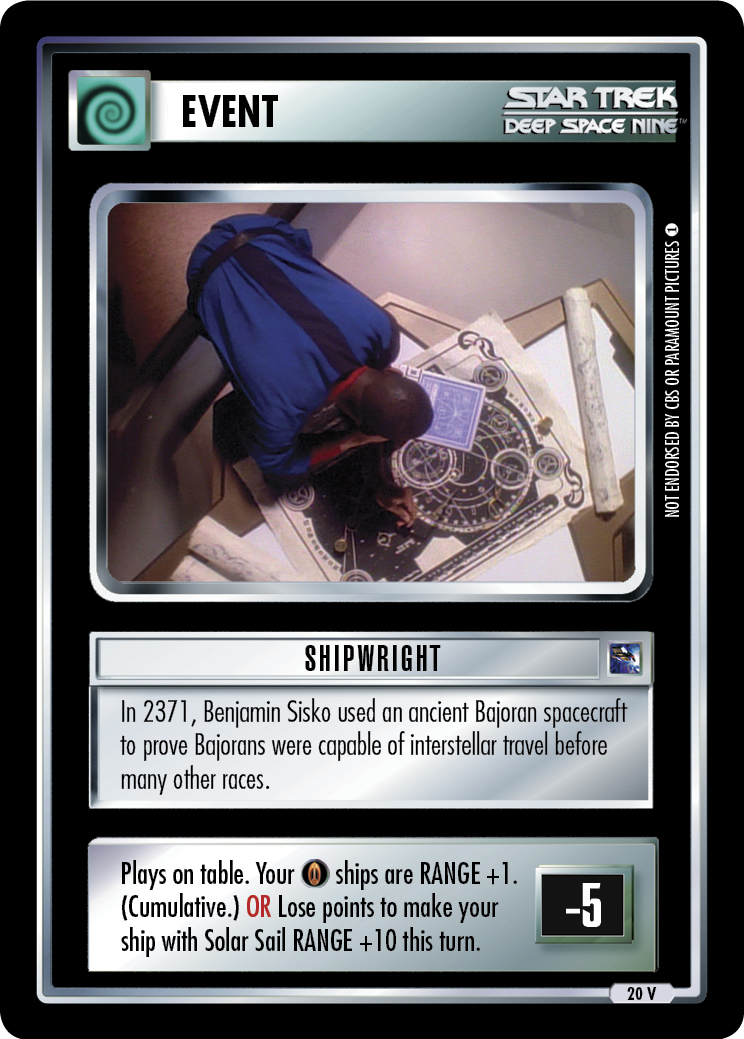 EVENT
STAR TREK
DEEP SPACE NINE™
NOT ENDORSED BY CBS OR PARAMOUNT PICTURES 1
SHIPWRIGHT
In 2371, Benjamin Sisko used an ancient Bajoran spacecraft
to prove Bajorans were capable of interstellar travel before
many other races.
Plays on table. Your ships are RANGE +1.
(Cumulative.) OR Lose points to make your
ship with Solar Sail RANGE +10 this turn.
-5
20 V